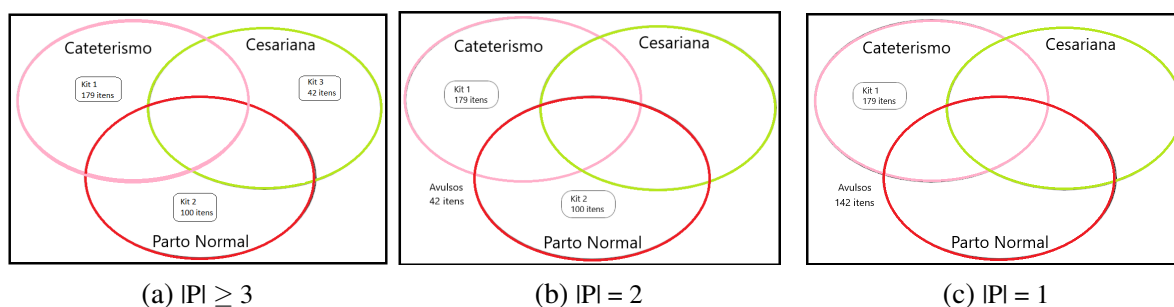 Cateterismo
Cesariana
Kit 1
179 itens
Kit 3
42 itens
Kit 2
100 itens
Parto Normal
(a) |P| ≥ 3
Cateterismo
Cesariana
Kit 1
179 itens
Avulsos
42 itens
Kit 2
100 itens
Parto Normal
(b) |P| = 2
Cateterismo
Cesariana
Kit 1
179 itens
Avulsos
142 itens
Parto Normal
(c) |P| = 1